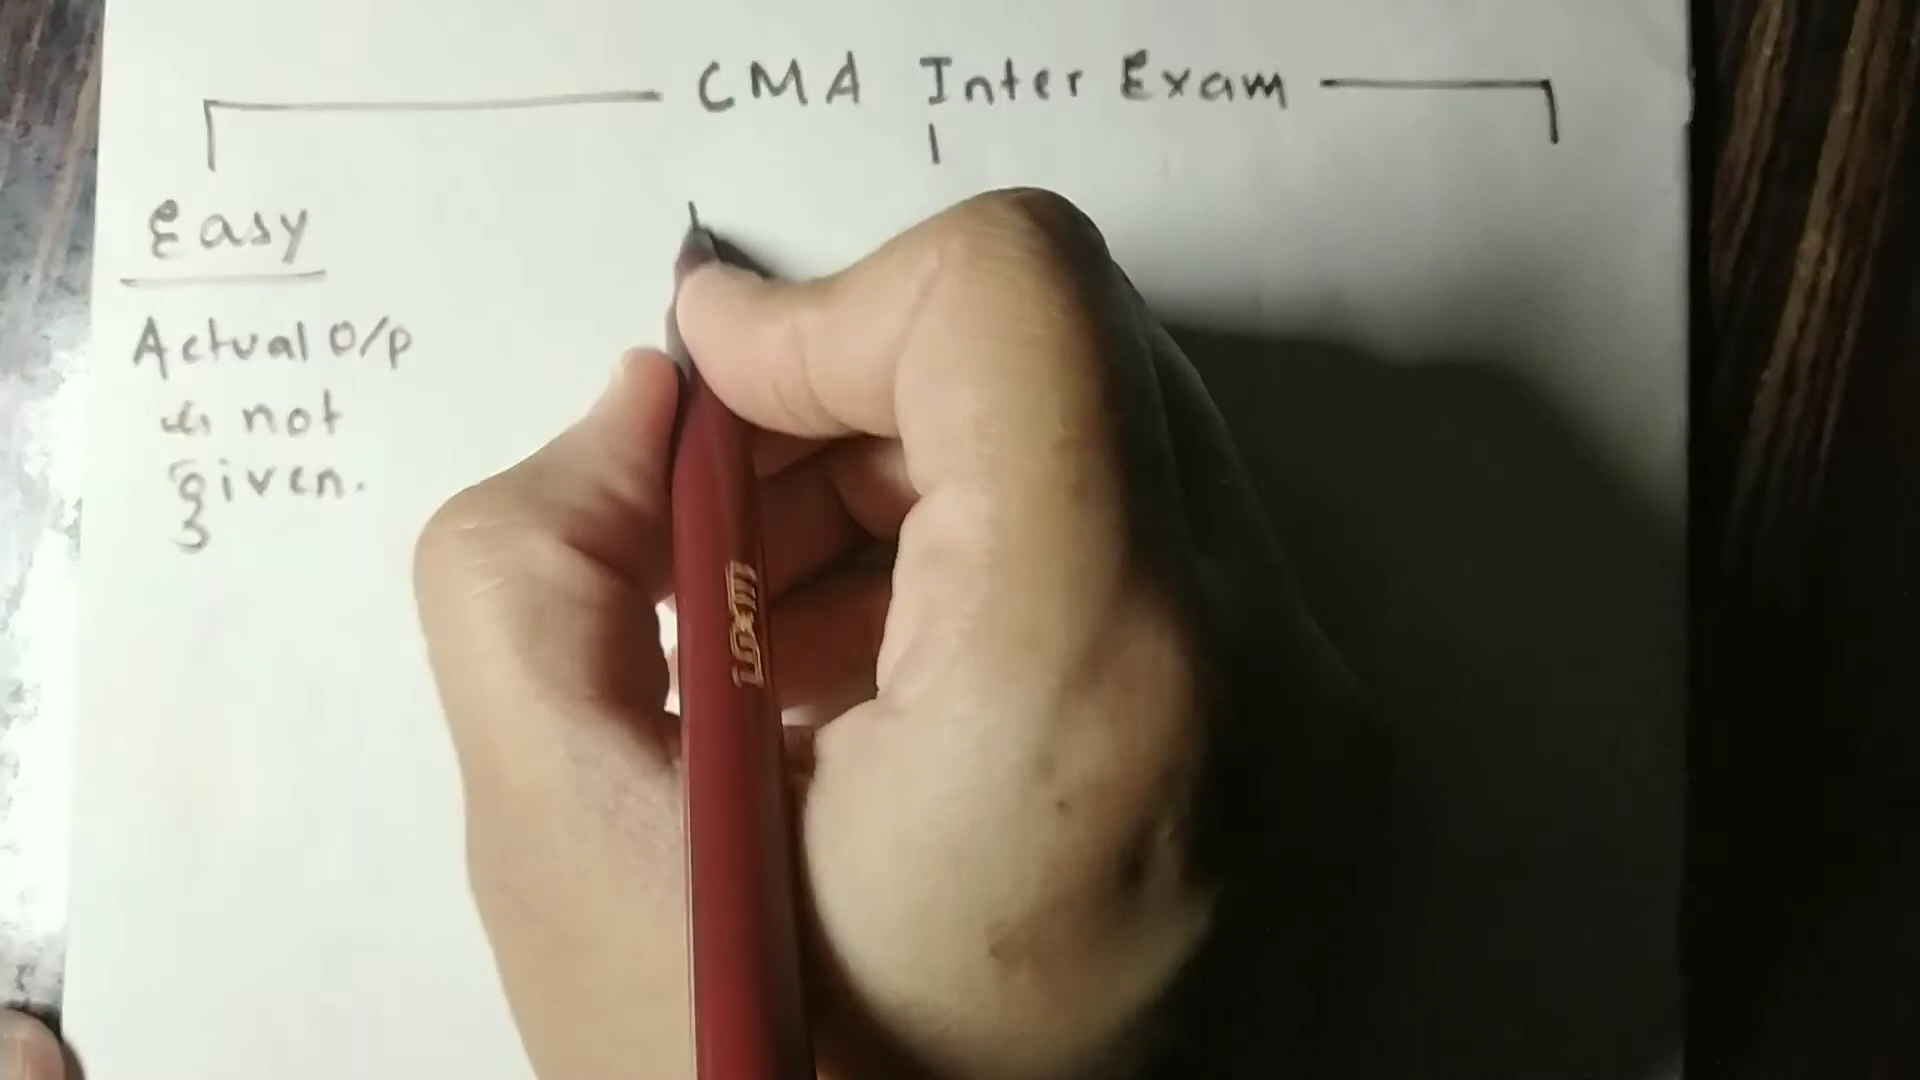 CMA Inter Exam
Easy
Actual O/p
is not
given.